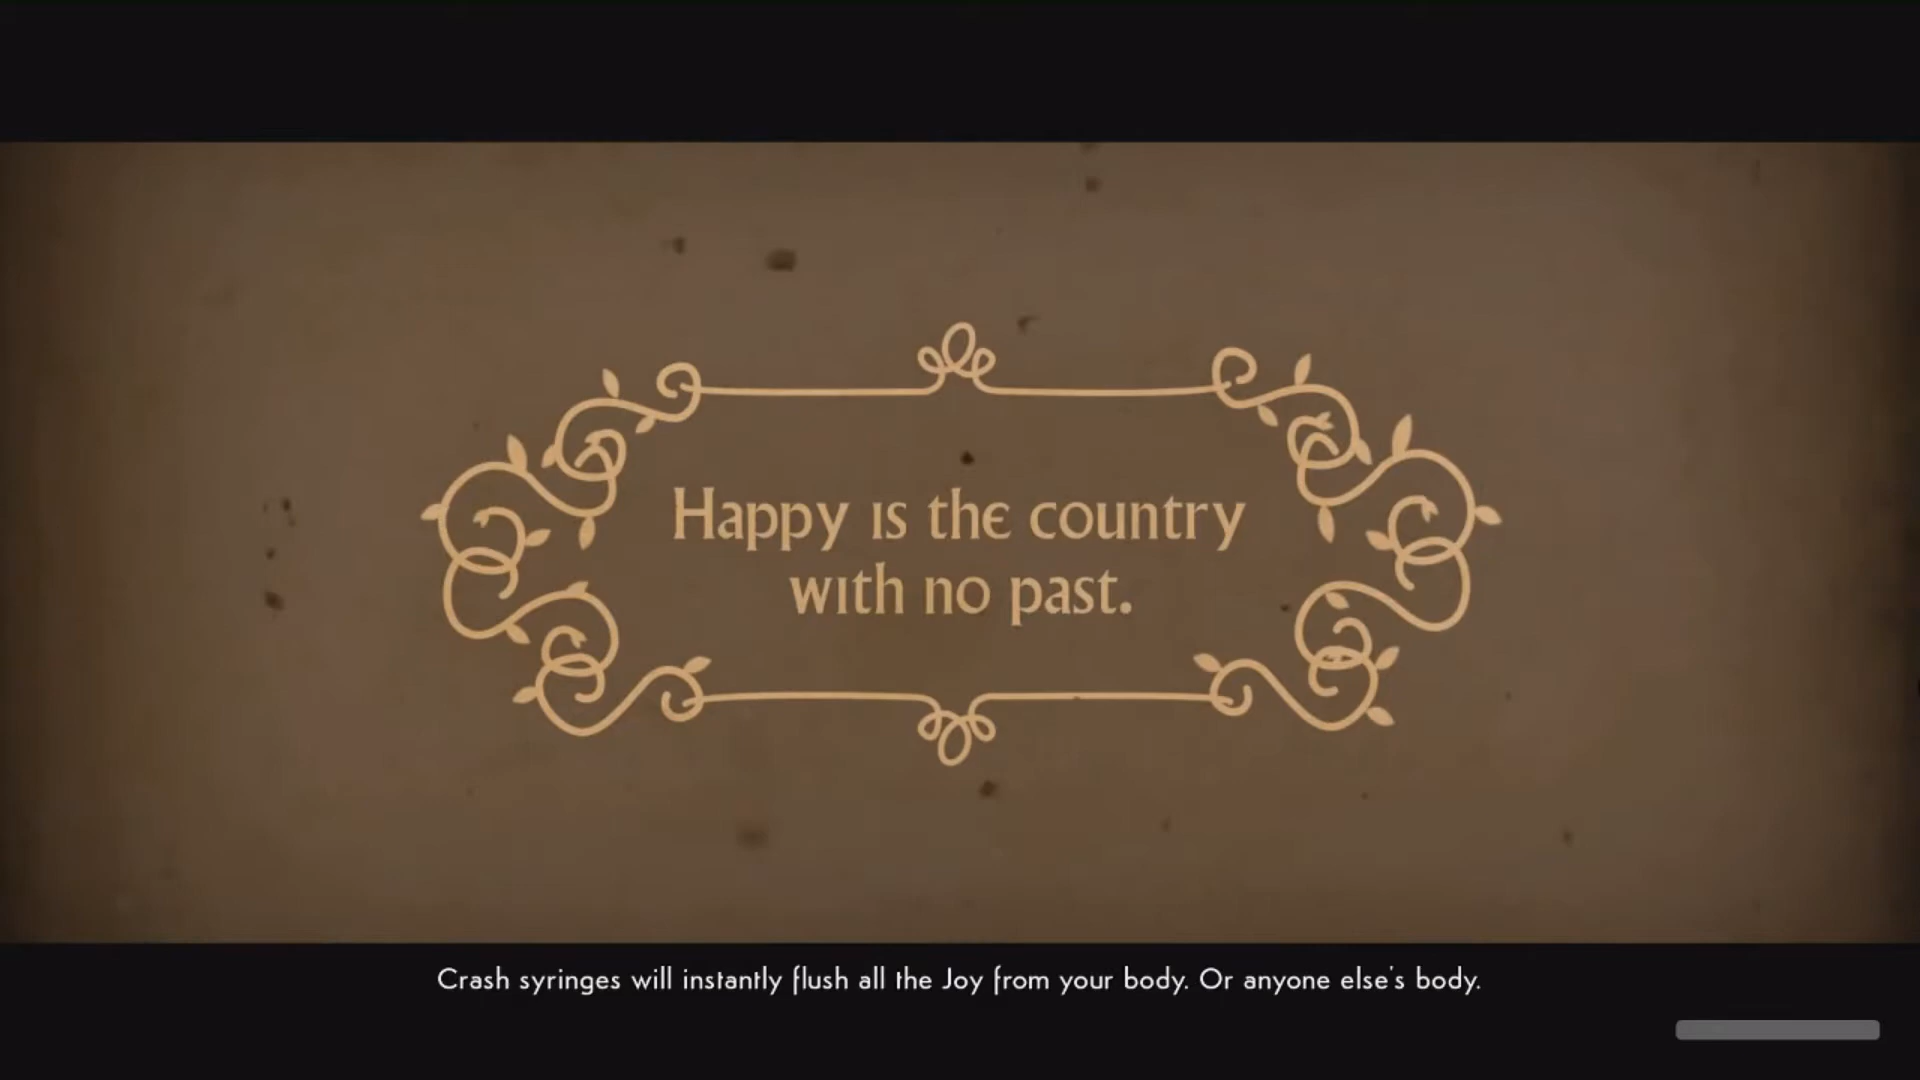 Happy is the country
with no past.
Crash syringes will instantly flush all the Joy from your body. Or anyone else's body.